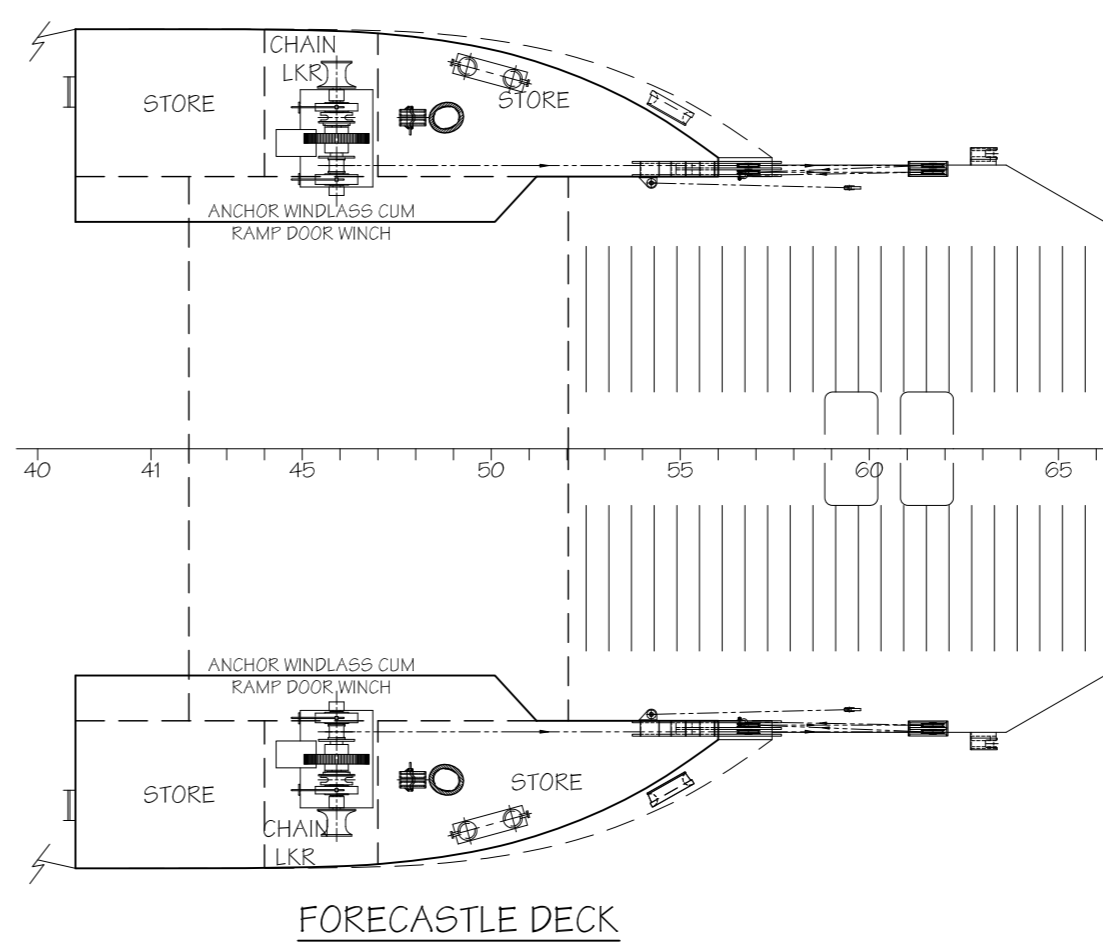 CHAIN
LKR
STORE
STORE
ANCHOR WINDLASS CUM
RAMP DOOR WINCH
40 41 45 50 55 60 65
ANCHOR WINDLASS CUM
RAMP DOOR WINCH
STORE
STORE
CHAIN
LKR
FORECASTLE DECK